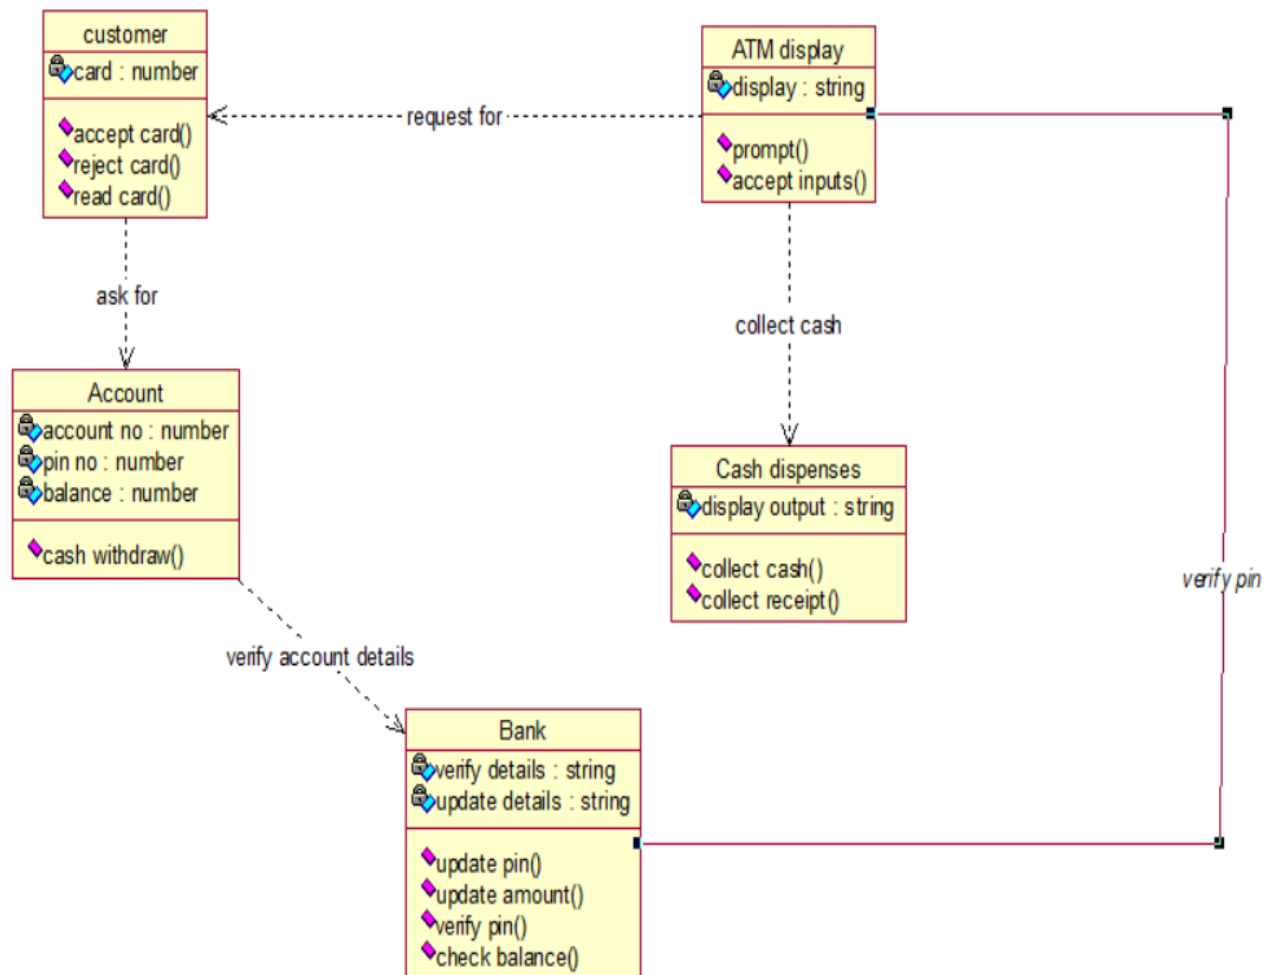 customer
card : number
accept card()
reject card()
read card()
request for
ATM display
display : string
prompt()
accept inputs()
ask for
collect cash
Account
account no : number
pin no : number
balance : number
cash withdraw()
Cash dispenses
display output : string
collect cash()
collect receipt()
verify pin
verify account details
Bank
verify details : string
update details : string
update pin()
update amount()
verify pin()
check balance()